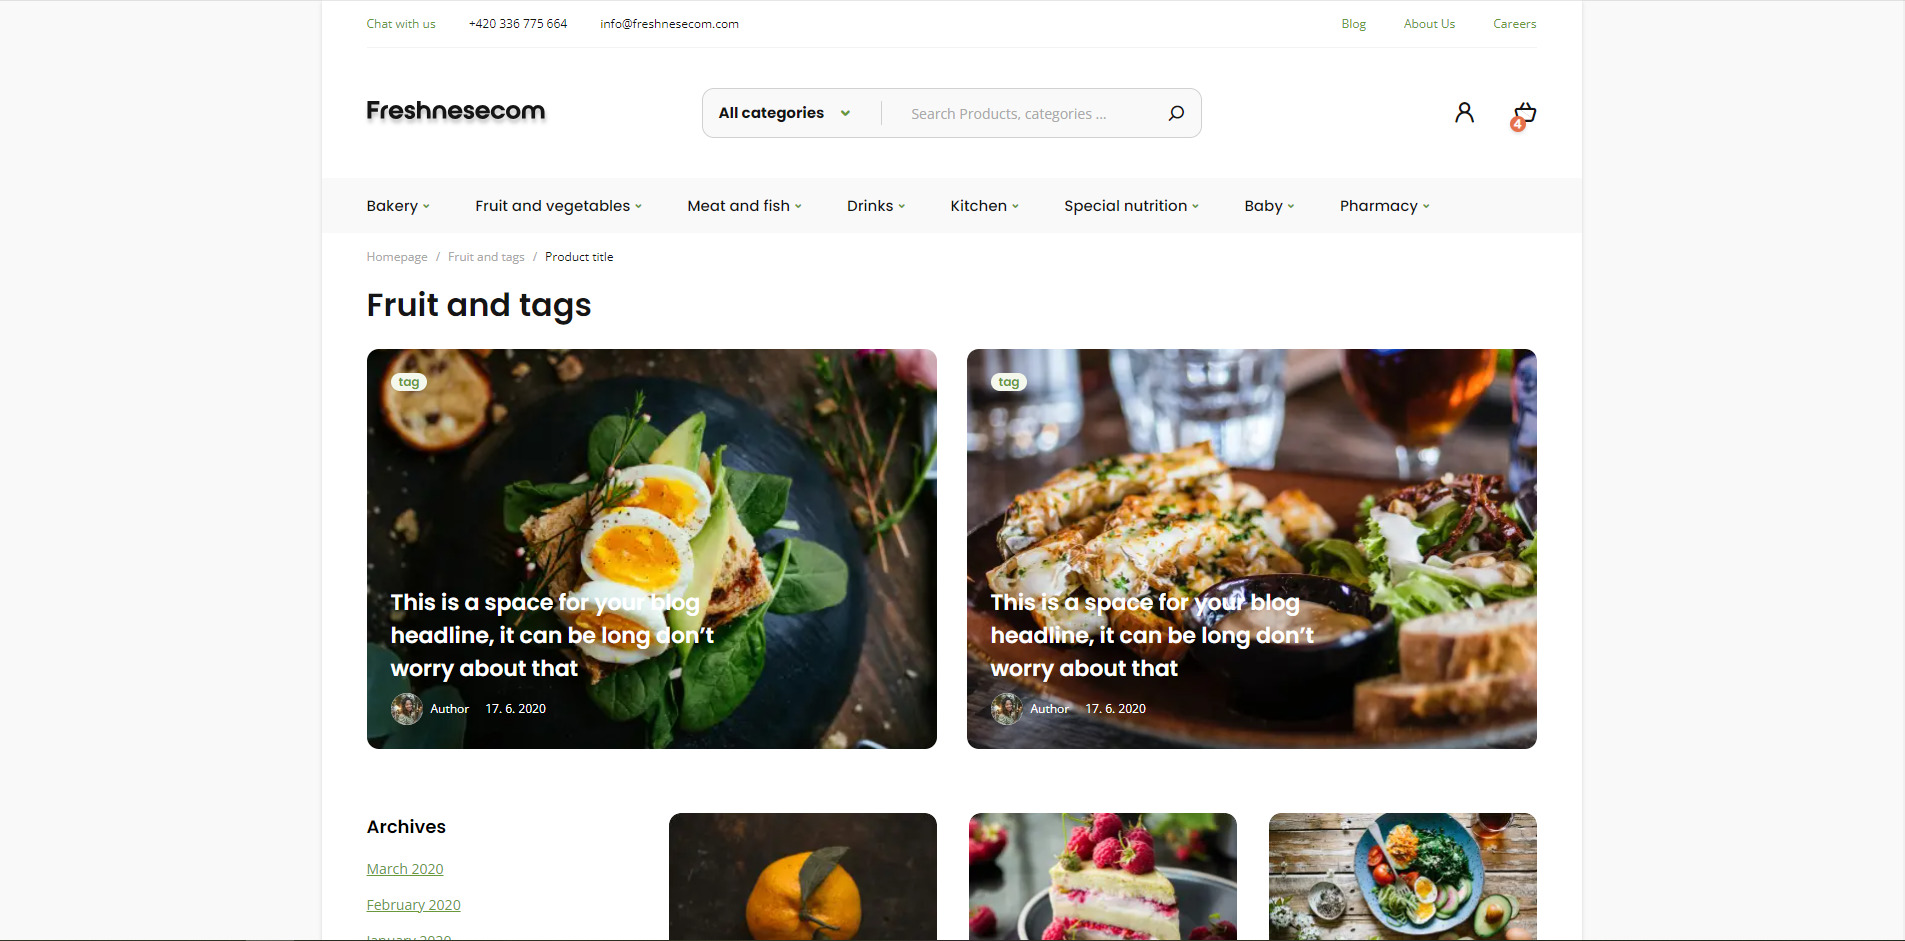 Chat with us +420 336 775 664 info@freshnesecom.com Blog About Us Careers
Freshnesecom
All categories Search Products, categories ...
4
Bakery Fruit and vegetables Meat and fish Drinks Kitchen Special nutrition Baby Pharmacy
Homepage / Fruit and tags / Product title
Fruit and tags
tag
This is a space for your blog
headline, it can be long don’t
worry about that
Author 17. 6. 2020
tag
This is a space for your blog
headline, it can be long don’t
worry about that
Author 17. 6. 2020
Archives
March 2020
February 2020
January 2020